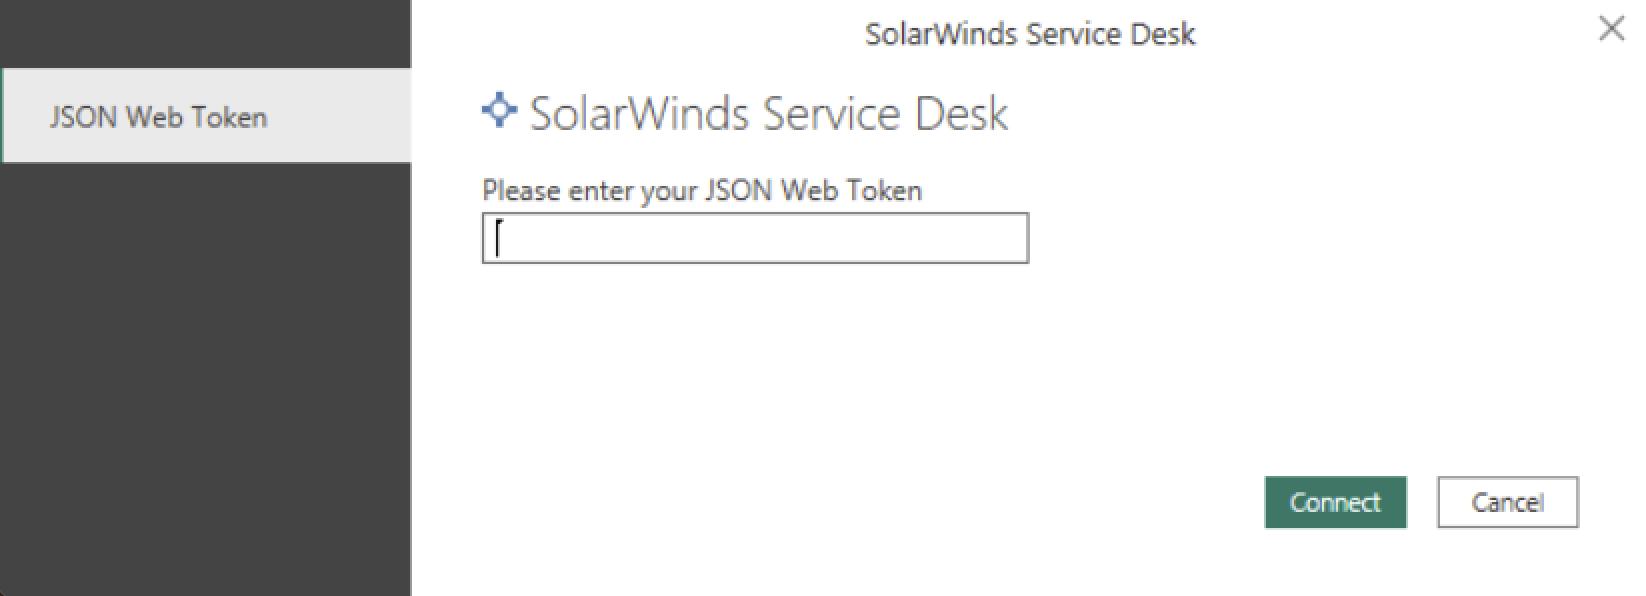 SolarWinds Service Desk
JSON Web Token
SolarWinds Service Desk
Please enter your JSON Web Token
Connect
Cancel